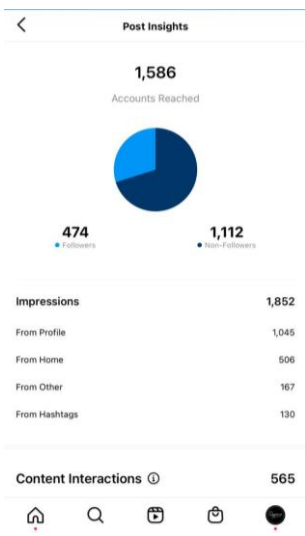 Post Insights
1,586
Accounts Reached
474 1,112
Followers Non-Followers
Impressions 1,852
From Profile 1,045
From Home 506
From Other 167
From Hashtags 130
Content Interactions 565